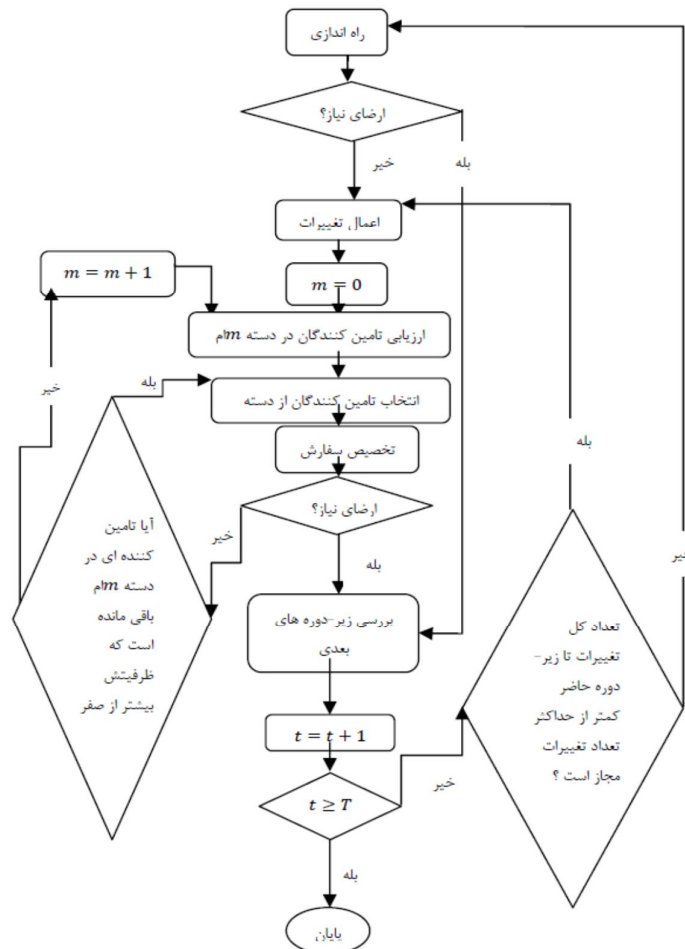 راه اندازی
ارضای نیاز؟
بله
خیر
اعمال تغییرات
m = m + 1
m = 0
ارزیابی تامین کنندگان در دسته mام
خیر
بله
انتخاب تامین کنندگان از دسته
تخصیص سفارش
بله
ارضای نیاز؟
آیا تامین
کننده ای در
دسته mام
باقی مانده
است که
ظرفیتش
بیشتر از صفر
خیر
بله
خیر
بررسی زیر-دوره های
بعدی
تعداد کل
تغییرات تا زیر-
دوره حاضر
کمتر از حداکثر
تعداد تغییرات
مجاز است ؟
t = t + 1
t ≥ T
خیر
بله
پایان